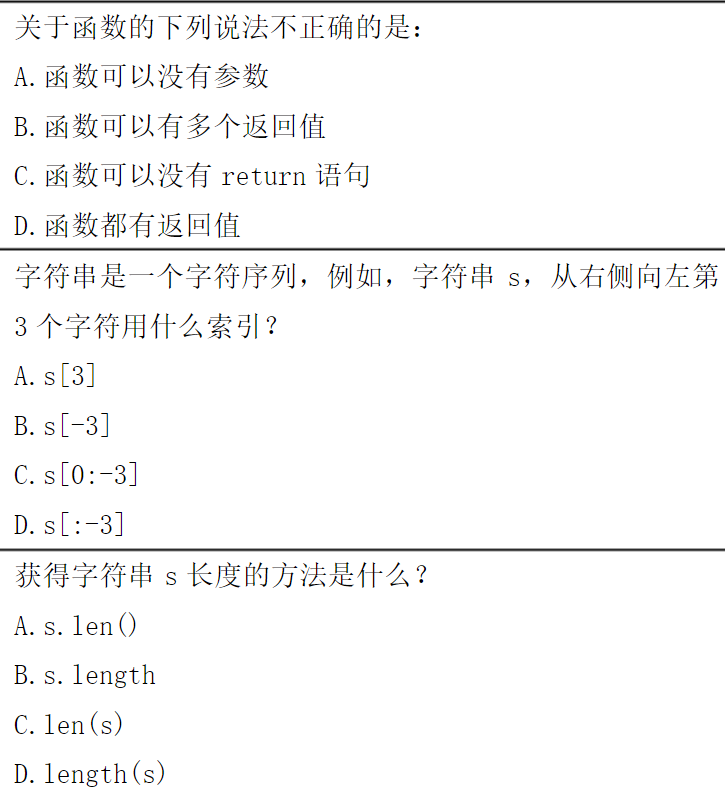 关于函数的下列说法不正确的是:
A.函数可以没有参数
B.函数可以有多个返回值
C.函数可以没有 return 语句
D.函数都有返回值
字符串是一个字符序列，例如，字符串 s，从右侧向左第
3 个字符用什么索引？
A.s[3]
B.s[-3]
C.s[0:-3]
D.s[:-3]
获得字符串 s 长度的方法是什么？
A.s.len()
B.s.length
C.len(s)
D.length(s)